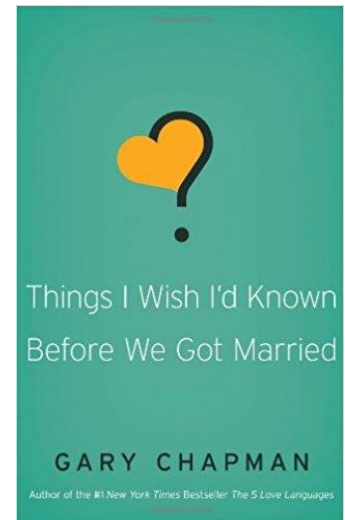 Things I Wish I'd Known
Before We Got Married
GARY CHAPMAN
Author of the #1 New York Times Bestseller The 5 Love Languages